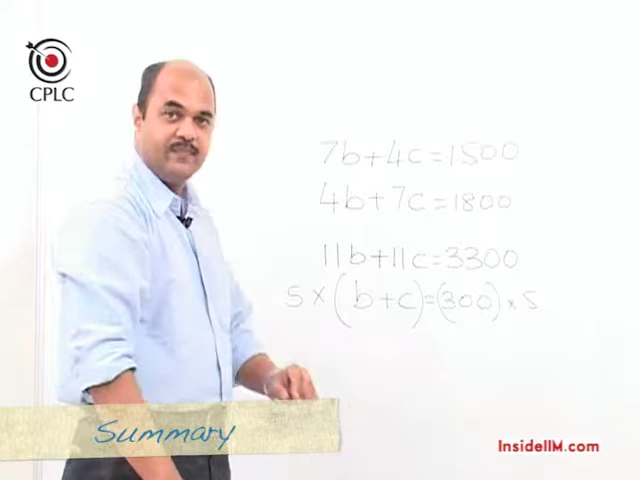 CPLC
7b+4c=1500
4b+7c=1800
11b+11c=3300
5×(b+c)=(300)×5
Summary
InsideIIM.com